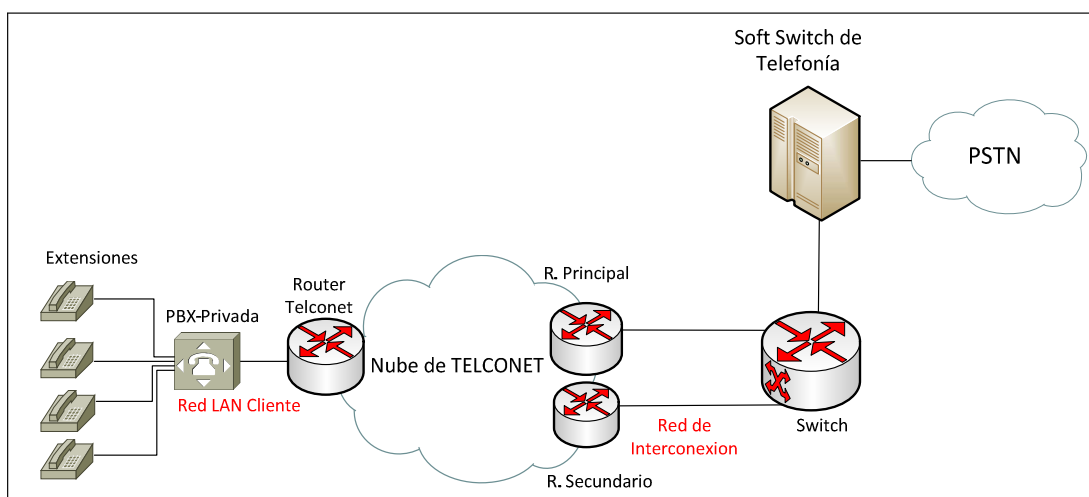 Soft Switch de
Telefonía
PSTN
Extensiones
PBX-Privada
Red LAN Cliente
Router
Telconet
Nube de TELCONET
R. Principal
R. Secundario
Red de
Interconexion
Switch